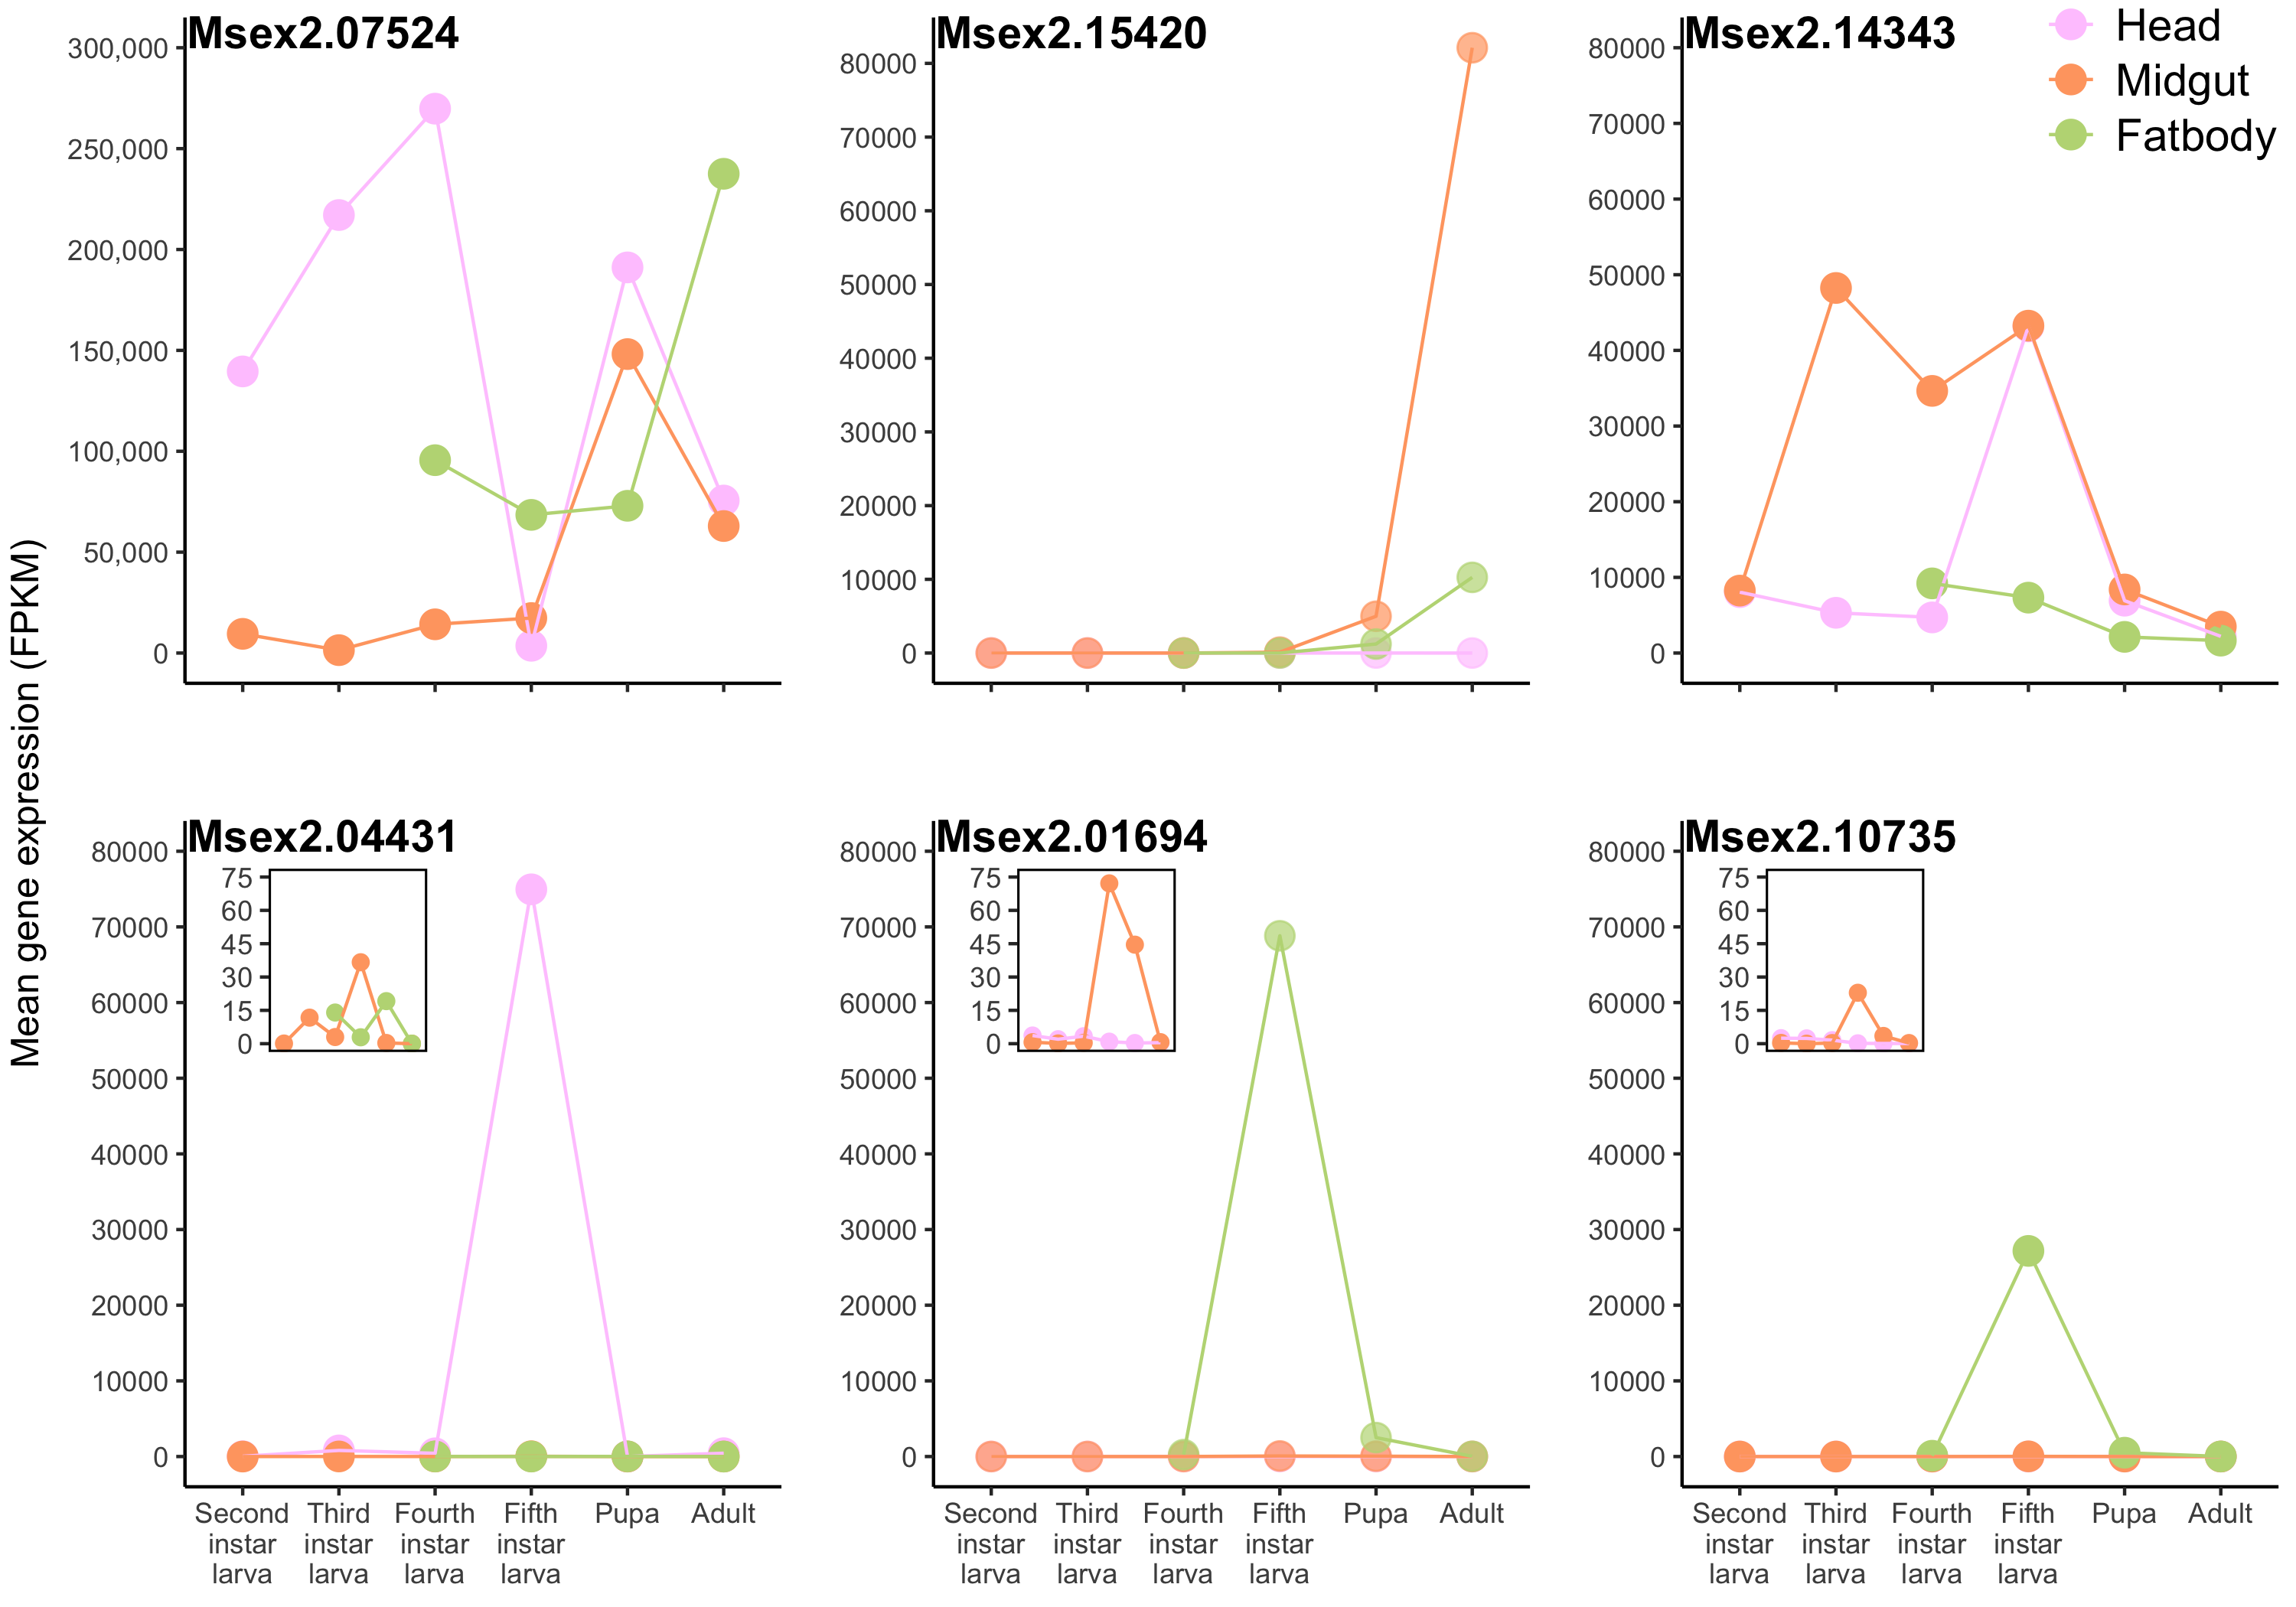 Msex2.07524
300,000
250,000
200,000
150,000
100,000
50,000
0
Msex2.15420
80000
70000
60000
50000
40000
30000
20000
10000
0
Msex2.14343
80000
70000
60000
50000
40000
30000
20000
10000
0
Head
Midgut
Fatbody
Mean gene expression (FPKM)
Msex2.04431
80000
70000
60000
50000
40000
30000
20000
10000
0
75
60
45
30
15
0
Second instar larva
Third instar larva
Fourth instar larva
Fifth instar larva
Pupa
Adult
Msex2.01694
80000
70000
60000
50000
40000
30000
20000
10000
0
75
60
45
30
15
0
Second instar larva
Third instar larva
Fourth instar larva
Fifth instar larva
Pupa
Adult
Msex2.10735
80000
70000
60000
50000
40000
30000
20000
10000
0
75
60
45
30
15
0
Second instar larva
Third instar larva
Fourth instar larva
Fifth instar larva
Pupa
Adult